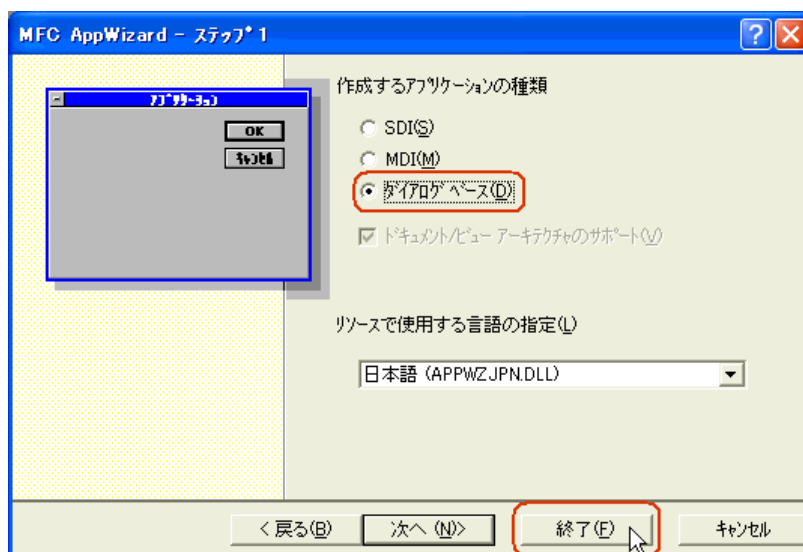 MFC AppWizard - ｽﾃｯﾌﾟ 1
ｱﾌﾟﾘｹｰｼｮﾝ
OK
ｷｬﾝｾﾙ
作成するｱﾌﾟﾘｹｰｼｮﾝの種類
SDI(S)
MDI(M)
ﾀﾞｲｱﾛｸﾞ ﾍﾞｰｽ(D)
ﾄﾞｷｭﾒﾝﾄ/ﾋﾞｭｰ ｱｰｷﾃｸﾁｬのｻﾎﾟｰﾄ(V)
ﾘｿｰｽで使用する言語の指定(L)
日本語 (APPWZJPN.DLL)
< 戻る(B)
次へ (N)>
終了(F)
ｷｬﾝｾﾙ